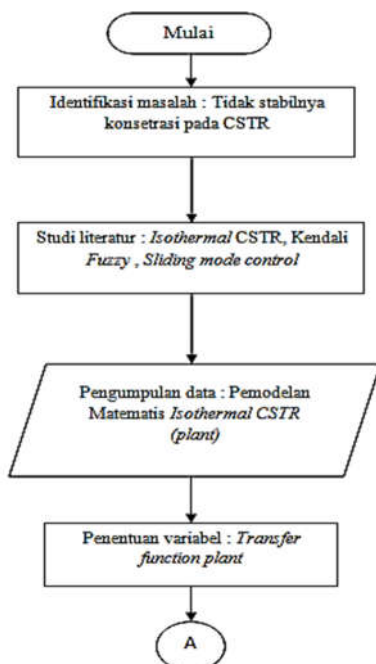 Mulai
Identifikasi masalah : Tidak stabilnya
konsetrasi pada CSTR
Studi literatur : Isothermal CSTR, Kendali
Fuzzy , Sliding mode control
Pengumpulan data : Pemodelan
Matematis Isothermal CSTR
(plant)
Penentuan variabel : Transfer
function plant
A